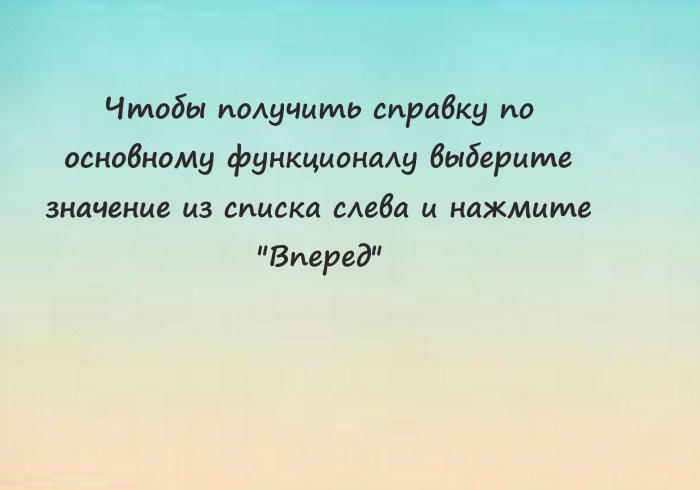 Чтобы получить справку по
основному функционалу выберите
значение из списка слева и нажмите
"Вперед"